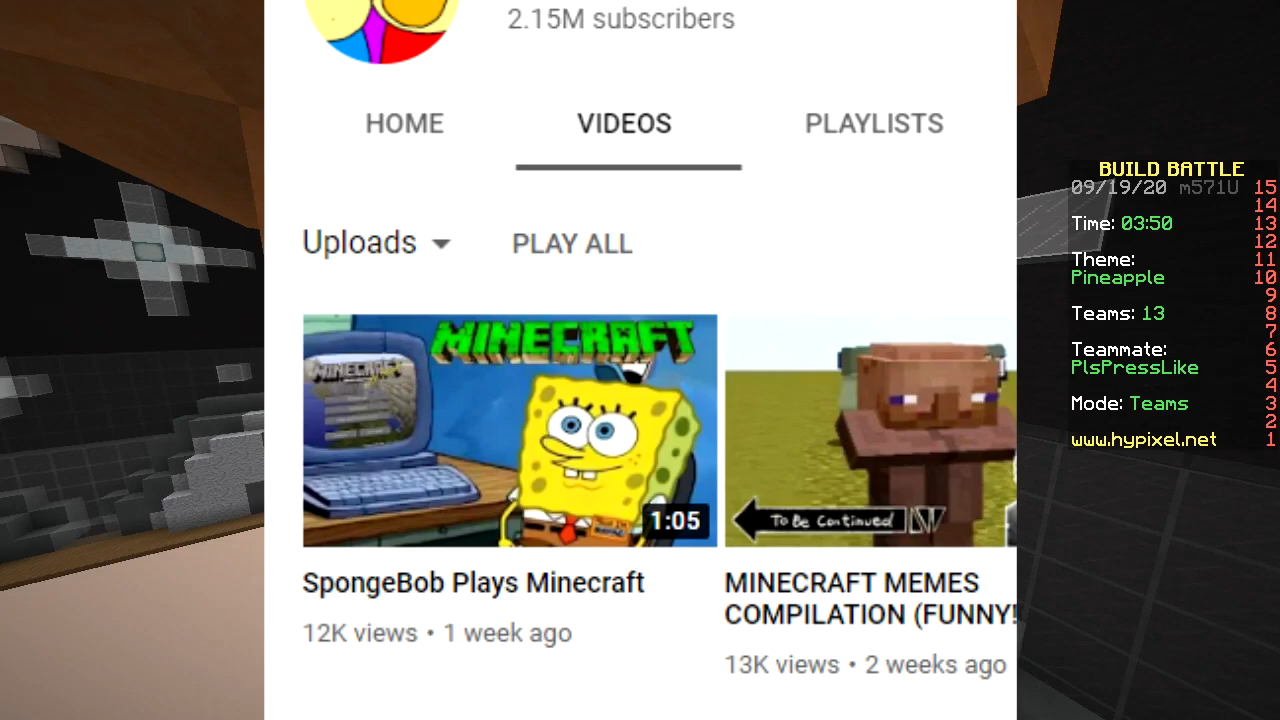 2.15M subscribers
HOME VIDEOS PLAYLISTS
Uploads PLAY ALL
MINECRAFT
MINECRAFT
1:05
To Be Continued
SpongeBob Plays Minecraft
12K views • 1 week ago
MINECRAFT MEMES
COMPILATION (FUNNY!
13K views • 2 weeks ago
BUILD BATTLE
09/19/20 m571U 15
14
Time: 03:50 13
12
Theme: 11
Pineapple 10
9
Teams: 13 8
7
Teammate: 6
PlsPressLike 5
4
Mode: Teams 3
2
www.hypixel.net 1